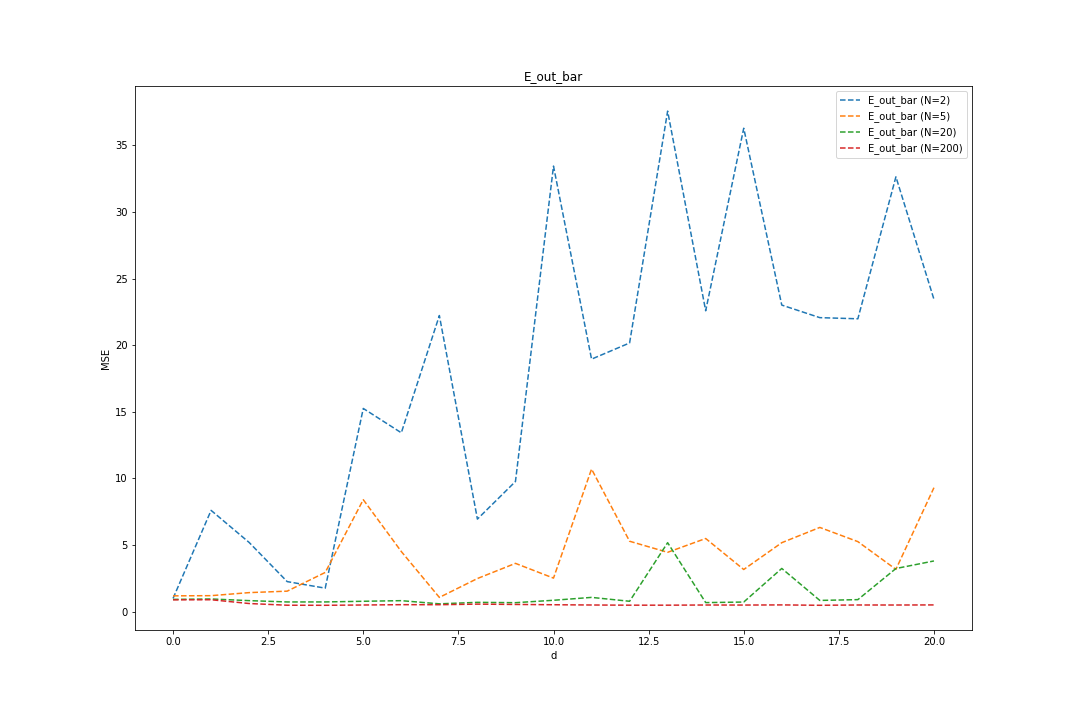 E_out_bar
E_out_bar (N=2)
E_out_bar (N=5)
E_out_bar (N=20)
E_out_bar (N=200)
MSE
35
30
25
20
15
10
5
0
0.0 2.5 5.0 7.5 10.0 12.5 15.0 17.5 20.0
d